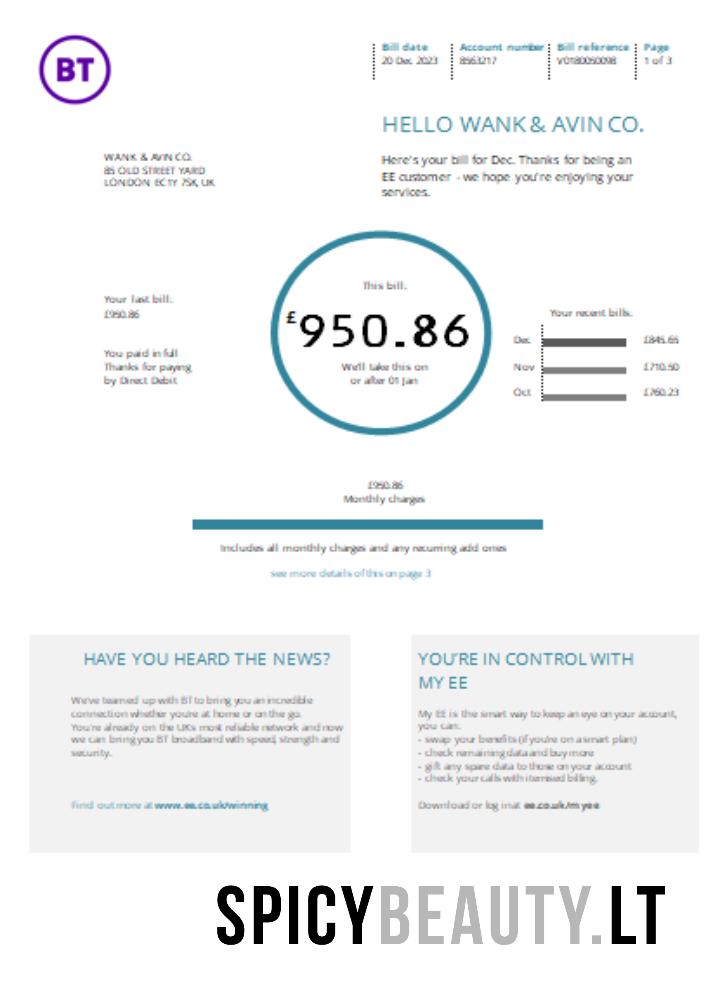 BT
Bill date
20 Dec 2023
Account number
8563217
Bill reference
V0180050098
Page
1 of 3
HELLO WANK & AVIN CO.
WANK & AVIN CO.
85 OLD STREET YARD
LONDON EC1Y 7SK, UK
Here's your bill for Dec. Thanks for being an
EE customer - we hope you're enjoying your
services.
Your last bill.
£950.86
You paid in full
Thanks for paying
by Direct Debit
This bill.
£950.86
We'll take this on
or after 01 Jan
Your recent bills.
Dec £845.65
Nov £710.50
Oct £760.23
£950.86
Monthly charges
Includes all monthly charges and any recurring add ones
see more details of this on page 3
HAVE YOU HEARD THE NEWS?
We've teamed up with BT to bring you an incredible
connection whether you're at home or on the go.
You're already on the UKs most reliable network and now
we can bring you BT broadband with speed, strength and
security.
Find out more at www.ee.co.uk/winning
YOU'RE IN CONTROL WITH
MY EE
My EE is the smart way to keep an eye on your account,
you can:
- swap your benefits (if you're on a smart plan)
- check remaining data and buy more
- gift any spare data to those on your account
- check your calls with itemised billing.
Download or log in at ee.co.uk/myee
SPICYBEAUTY.LT